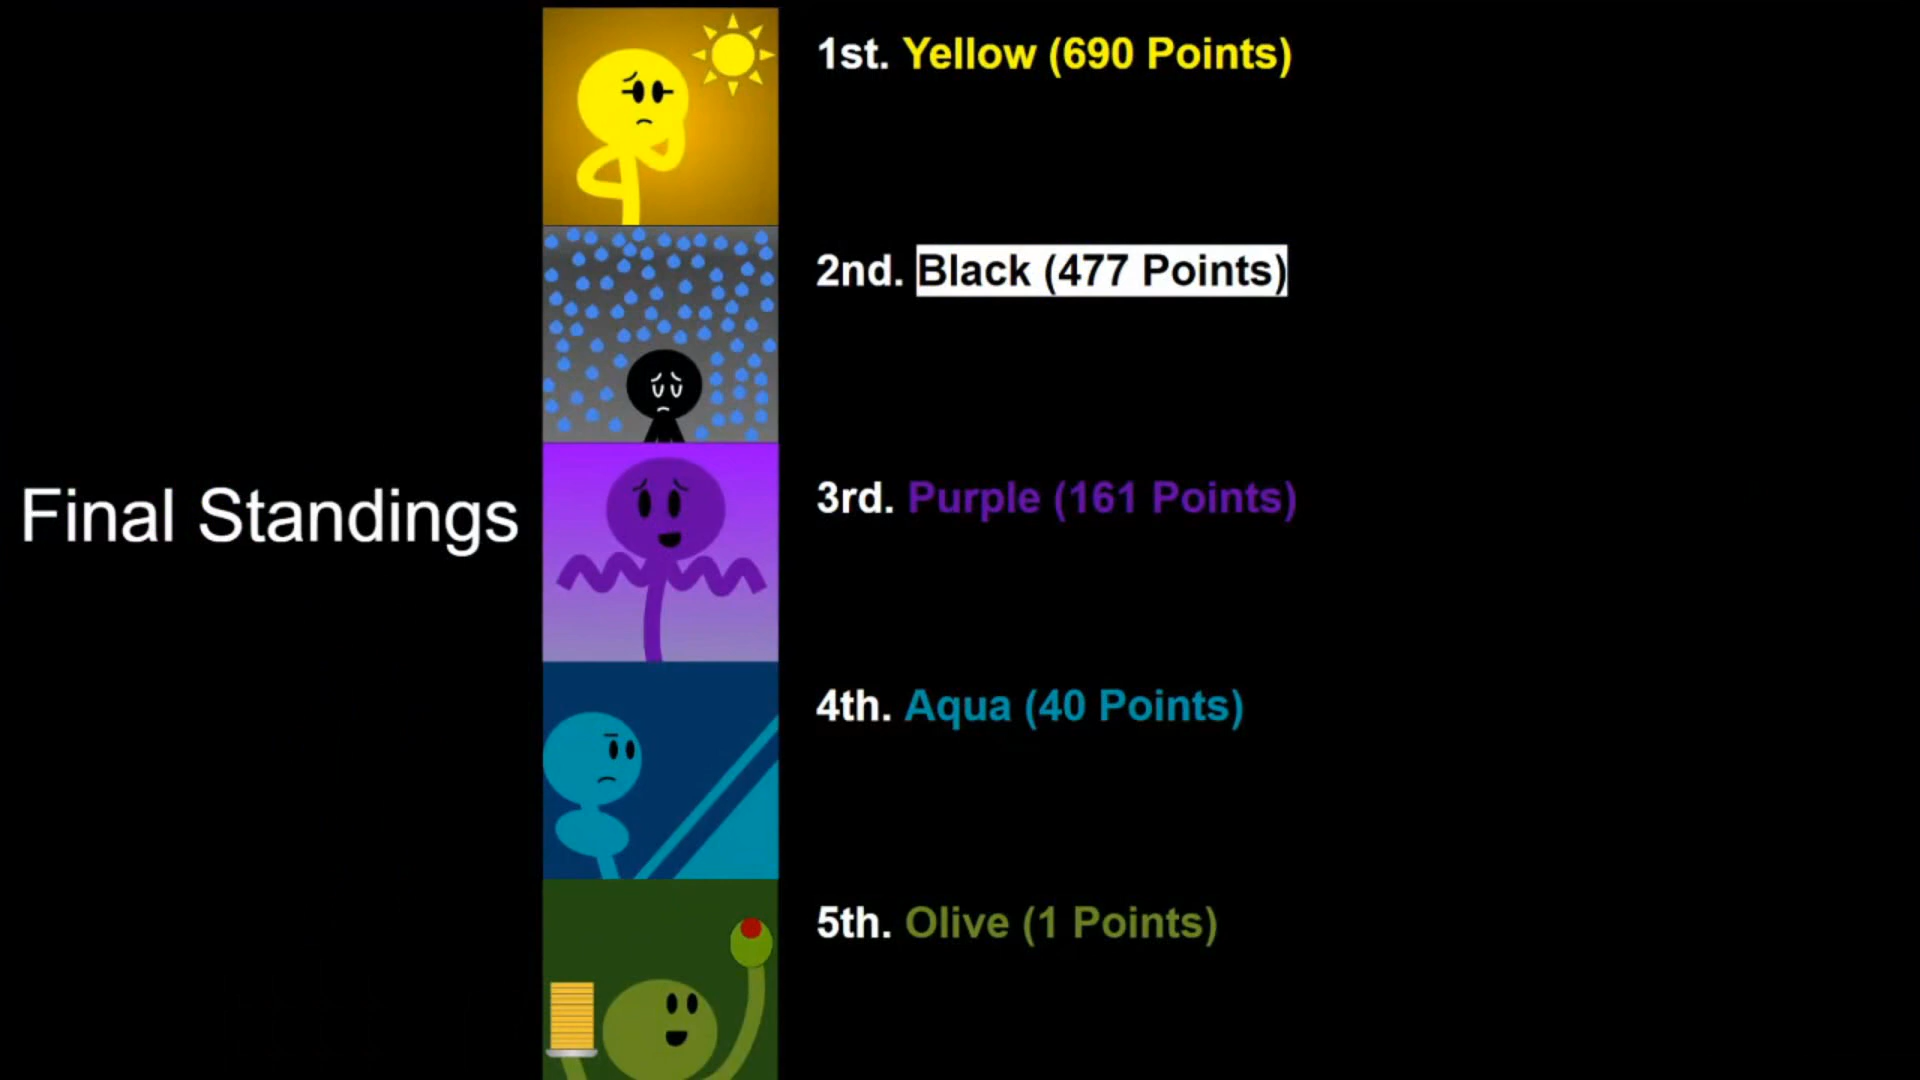 1st. Yellow (690 Points)
2nd. Black (477 Points)
Final Standings
3rd. Purple (161 Points)
4th. Aqua (40 Points)
5th. Olive (1 Points)